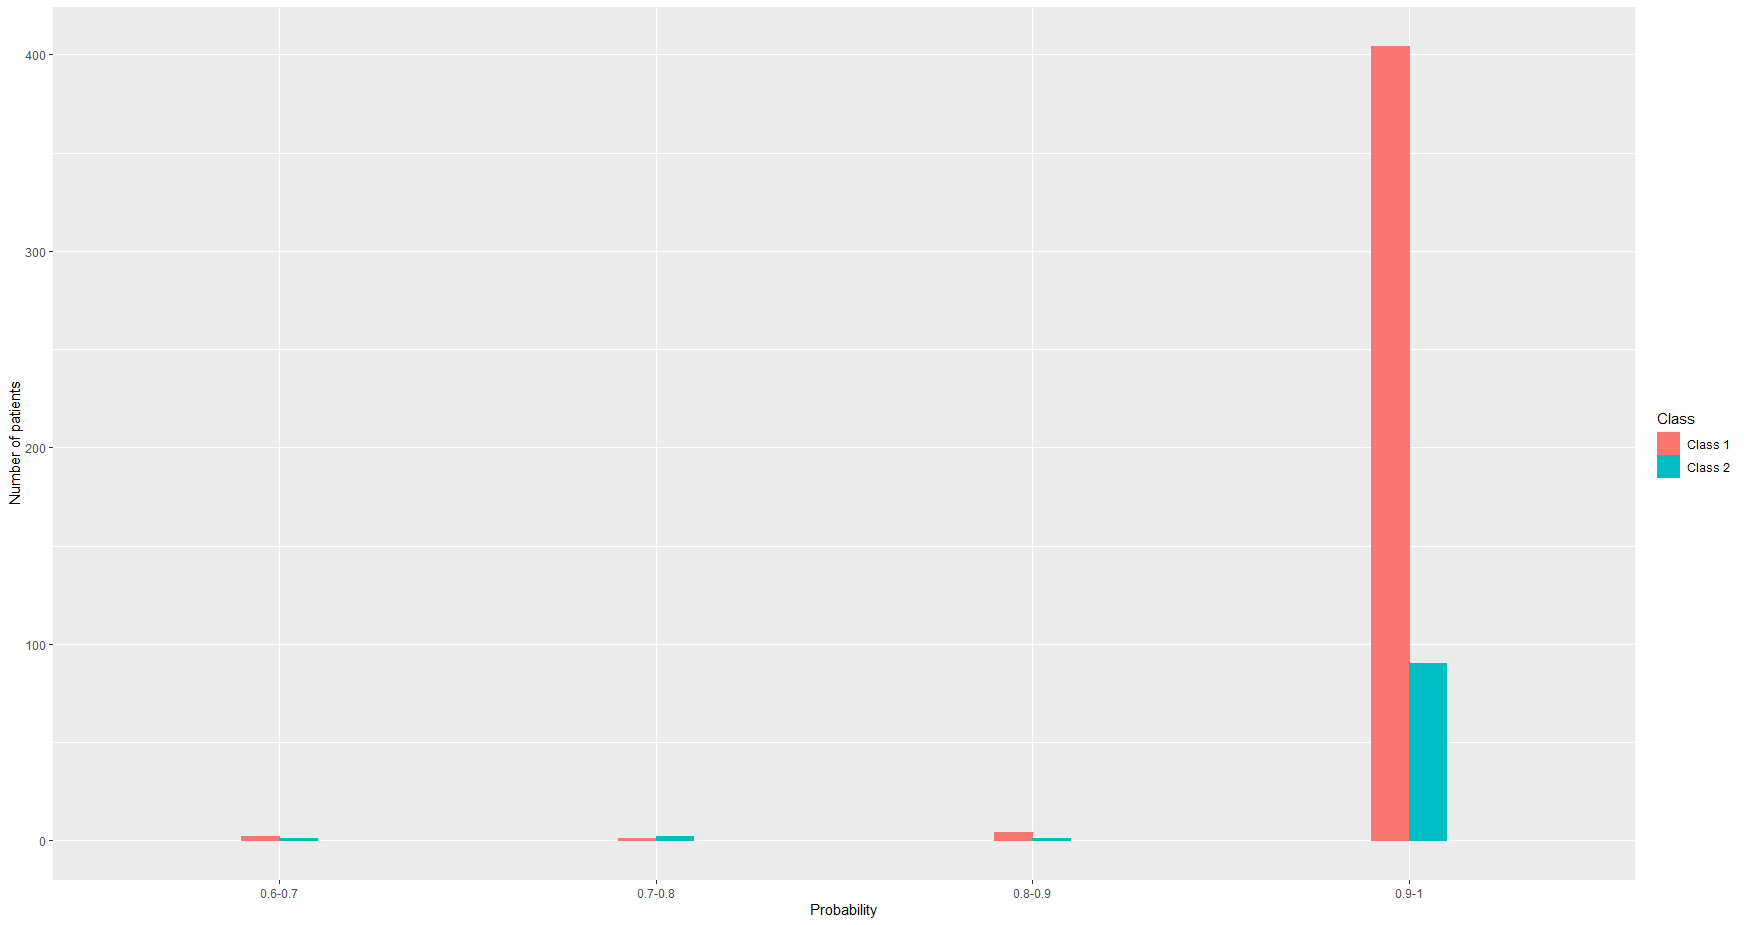 Number of patients
400
300
200
100
0
0.6-0.7
0.7-0.8
0.8-0.9
0.9-1
Probability
Class
Class 1
Class 2